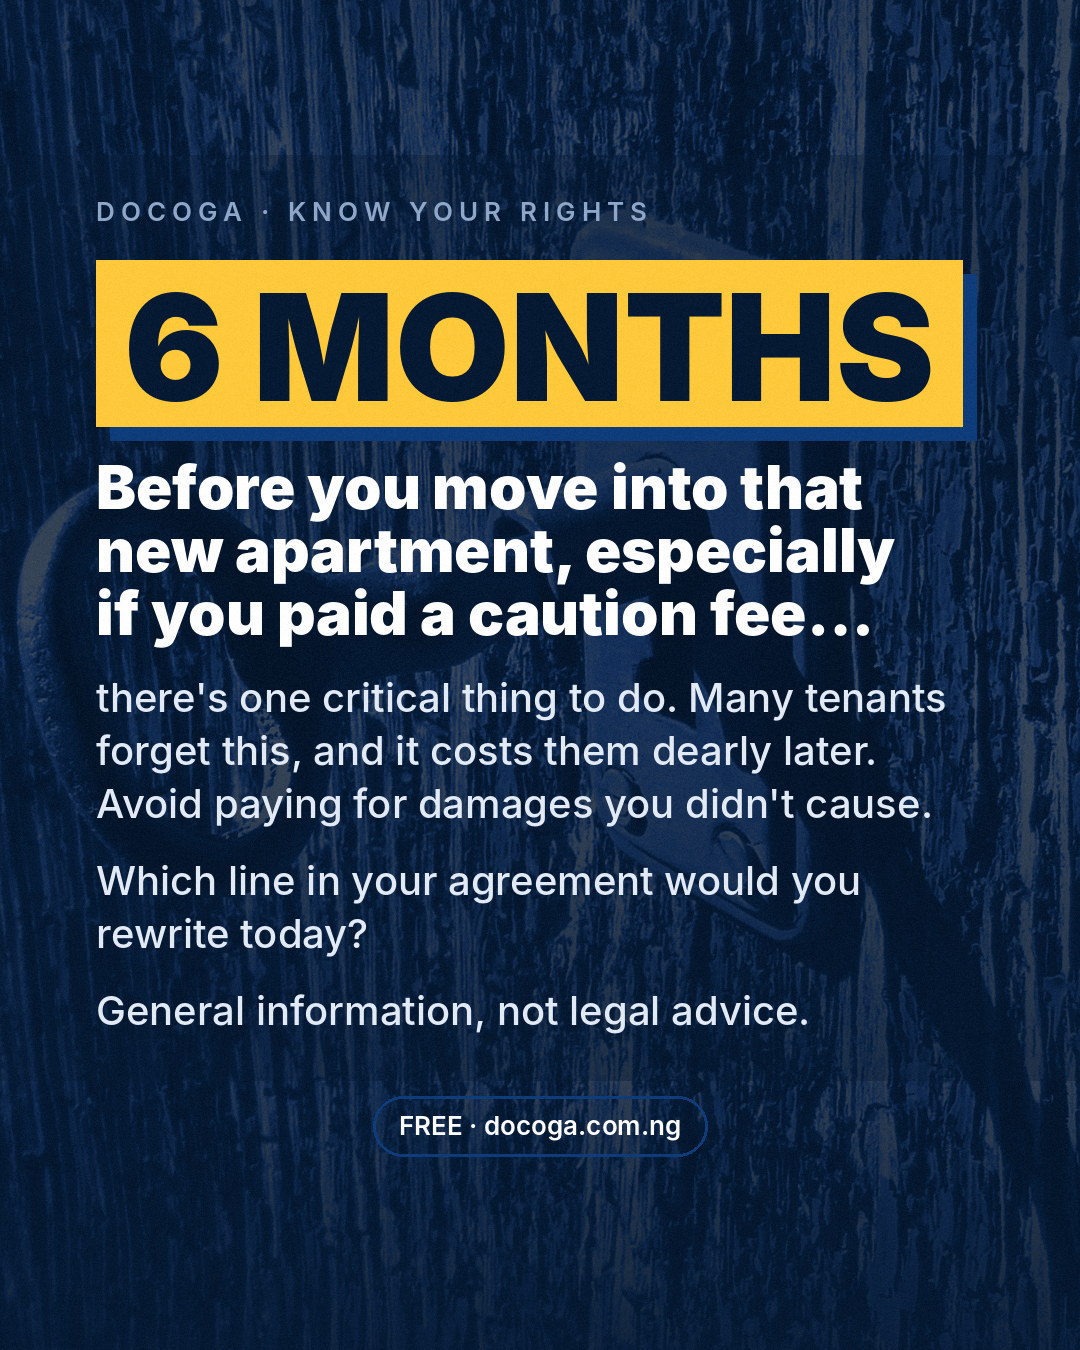 DOCOGA · KNOW YOUR RIGHTS
6 MONTHS
Before you move into that
new apartment, especially
if you paid a caution fee...
there's one critical thing to do. Many tenants
forget this, and it costs them dearly later.
Avoid paying for damages you didn't cause.
Which line in your agreement would you
rewrite today?
General information, not legal advice.
FREE · docoga.com.ng